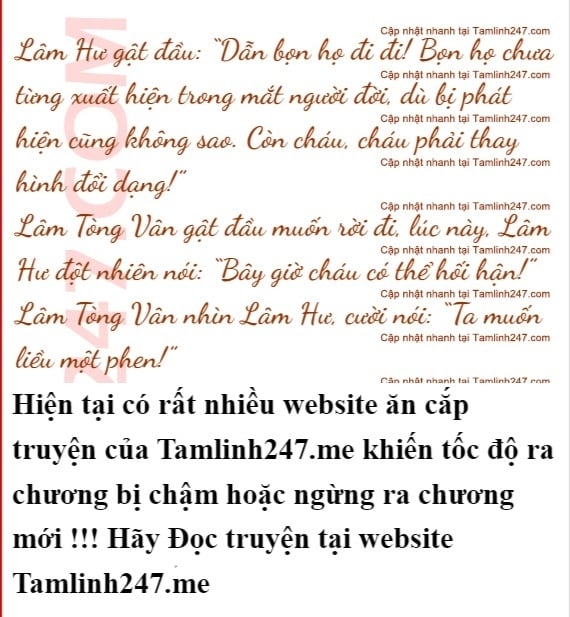 Cập nhật nhanh tại Tamlinh247.com
Lâm Hư gật đầu: “Dẫn bọn họ đi đi! Bọn họ chưa
Cập nhật nhanh tại Tamlinh247.com
từng xuất hiện trong mắt người đời, dù bị phát
Cập nhật nhanh tại Tamlinh247.com
hiện cũng không sao. Còn cháu, cháu phải thay
Cập nhật nhanh tại Tamlinh247.com
hình đổi dạng!”
Cập nhật nhanh tại Tamlinh247.com
Lâm Tòng Vân gật đầu muốn rời đi, lúc này, Lâm
Cập nhật nhanh tại Tamlinh247.com
Hư đột nhiên nói: “Bây giờ cháu có thể hối hận!”
Cập nhật nhanh tại Tamlinh247.com
Lâm Tòng Vân nhìn Lâm Hư, cười nói: “Ta muốn
Cập nhật nhanh tại Tamlinh247.com
liều một phen!”
Cập nhật nhanh tại Tamlinh247.com
247.COM
Hiện tại có rất nhiều website ăn cắp
truyện của Tamlinh247.me khiến tốc độ ra
chương bị chậm hoặc ngừng ra chương
mới !!! Hãy Đọc truyện tại website
Tamlinh247.me